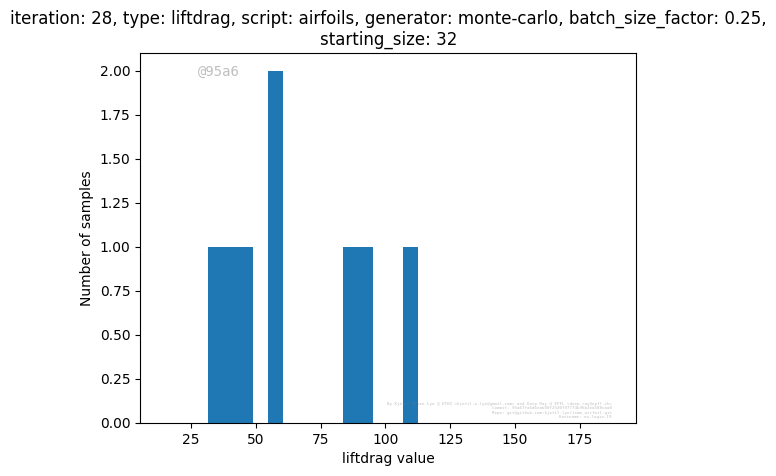 iteration: 28, type: liftdrag, script: airfoils, generator: monte-carlo, batch_size_factor: 0.25,
starting_size: 32
@95a6
2.00
1.75
1.50
1.25
1.00
0.75
0.50
0.25
0.00
Number of samples
25 50 75 100 125 150 175
liftdrag value